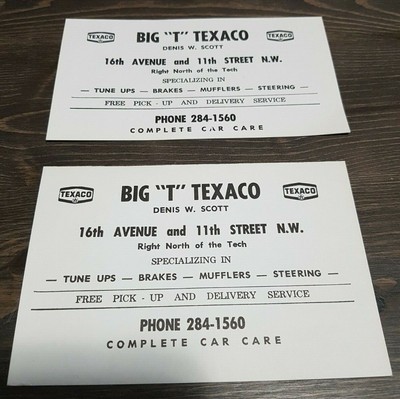 TEXACO BIG "T" TEXACO TEXACO
DENIS W. SCOTT
16th AVENUE and 11th STREET N.W.
Right North of the Tech
SPECIALIZING IN
— TUNE UPS — BRAKES — MUFFLERS — STEERING —
FREE PICK - UP AND DELIVERY SERVICE
PHONE 284-1560
COMPLETE CAR CARE
TEXACO BIG "T" TEXACO TEXACO
DENIS W. SCOTT
16th AVENUE and 11th STREET N.W.
Right North of the Tech
SPECIALIZING IN
— TUNE UPS — BRAKES — MUFFLERS — STEERING —
FREE PICK - UP AND DELIVERY SERVICE
PHONE 284-1560
COMPLETE CAR CARE